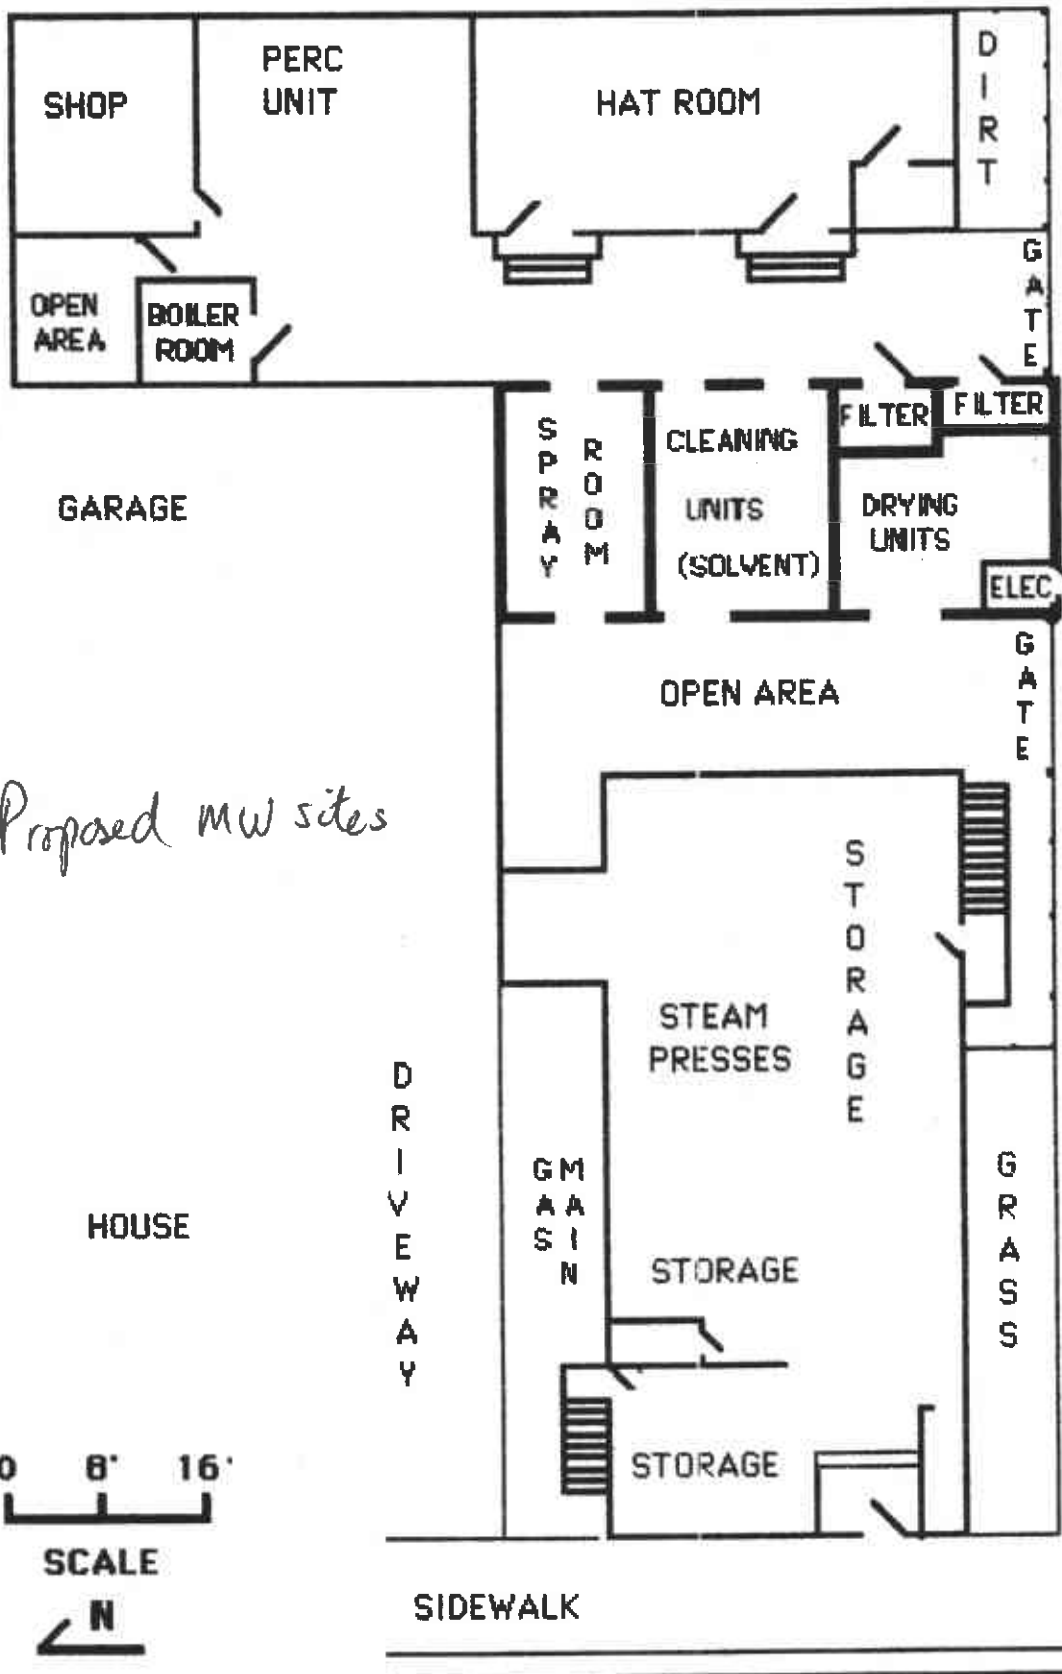 SHOP
PERC
UNIT
HAT ROOM
DIRT
GATE
OPEN
AREA
BOILER
ROOM
FILTER
FILTER
SPRAY
ROOM
CLEANING
UNITS
(SOLVENT)
DRYING
UNITS
ELEC
GARAGE
GATE
OPEN AREA
Proposed MW sites
STORAGE
STEAM
PRESSES
DRIVEWAY
GAS
MAIN
GRASS
HOUSE
STORAGE
STORAGE
0 8' 16'
SCALE
N
SIDEWALK